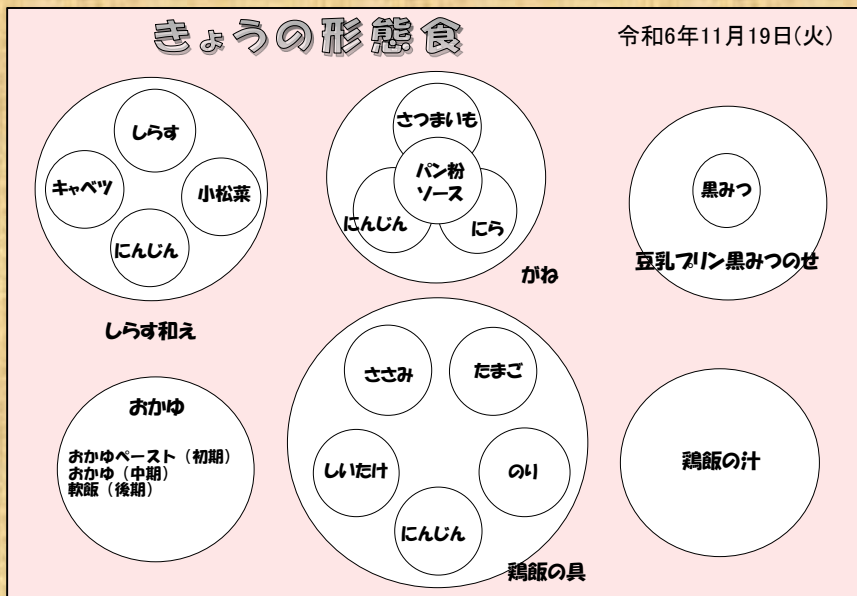 きょうの形態食
令和6年11月19日(火)
しらす
キャベツ
小松菜
にんじん
しらす和え
さつまいも
パン粉
ソース
にんじん
にら
がね
黒みつ
豆乳プリン黒みつのせ
おかゆ
おかゆペースト（初期）
おかゆ（中期）
軟飯（後期）
ささみ
たまご
しいたけ
のり
にんじん
鶏飯の具
鶏飯の汁